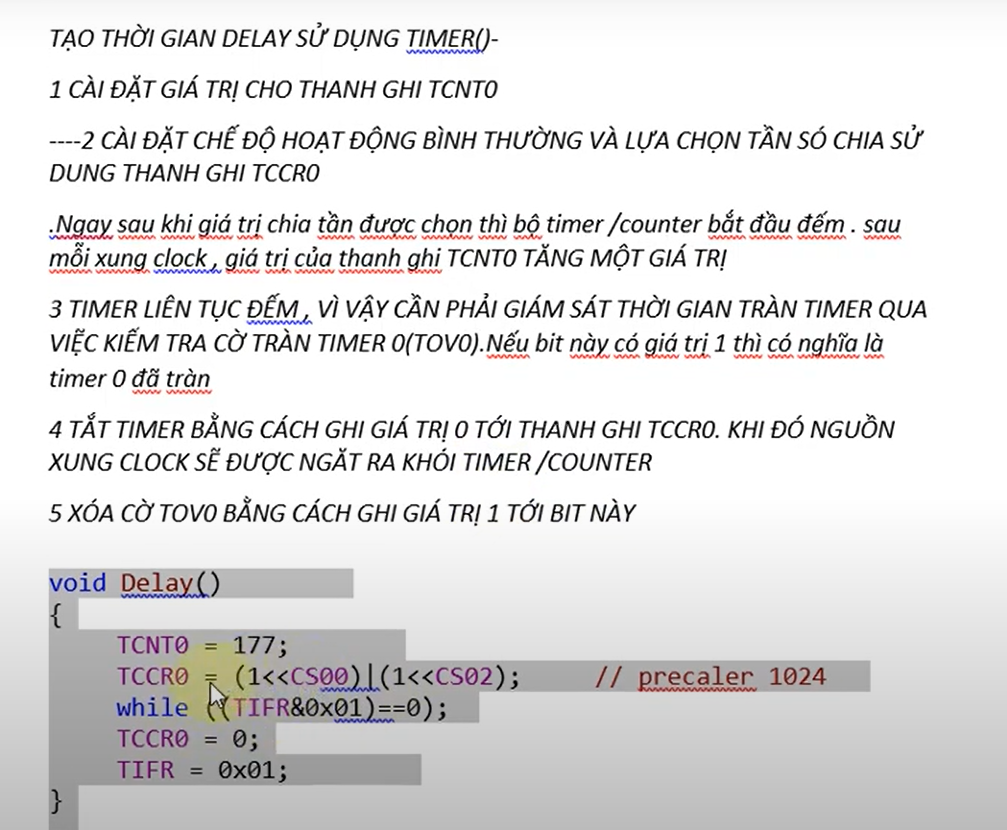 TẠO THỜI GIAN DELAY SỬ DỤNG TIMER()-
1 CÀI ĐẶT GIÁ TRỊ CHO THANH GHI TCNT0
----2 CÀI ĐẶT CHẾ ĐỘ HOẠT ĐỘNG BÌNH THƯỜNG VÀ LỰA CHỌN TẦN SÓ CHIA SỬ
DUNG THANH GHI TCCR0
.Ngay sau khi giá trị chia tần được chọn thì bộ timer /counter bắt đầu đếm . sau
mỗi xung clock , giá trị của thanh ghi TCNT0 TĂNG MỘT GIÁ TRỊ
3 TIMER LIÊN TỤC ĐẾM , VÌ VẬY CẦN PHẢI GIÁM SÁT THỜI GIAN TRÀN TIMER QUA
VIỆC KIẾM TRA CỜ TRÀN TIMER 0(TOV0).Nếu bit này có giá trị 1 thì có nghĩa là
timer 0 đã tràn
4 TẮT TIMER BẰNG CÁCH GHI GIÁ TRỊ 0 TỚI THANH GHI TCCR0. KHI ĐÓ NGUỒN
XUNG CLOCK SẼ ĐƯỢC NGĂT RA KHÓI TIMER /COUNTER
5 XÓA CỜ TOV0 BẰNG CÁCH GHI GIÁ TRỊ 1 TỚI BIT NÀY
void Delay()
{
TCNT0 = 177;
TCCR0 = (1<<CS00)|(1<<CS02); // precaler 1024
while ((TIFR&0x01)==0);
TCCR0 = 0;
TIFR = 0x01;
}